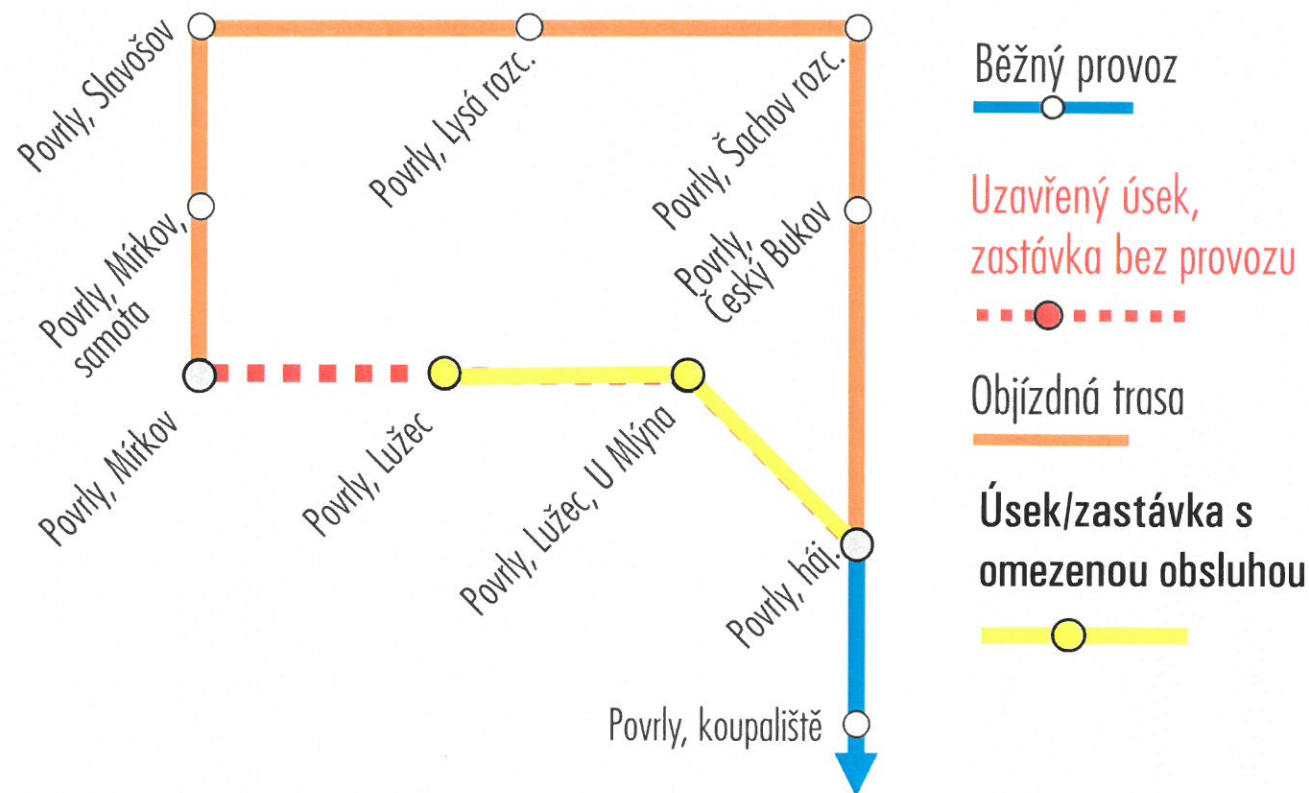 Povrly, Slavošov
Povrly, Lysá rozc.
Povrly, Šachov rozc.
Povrly, Mírkov,
samota
Povrly,
Český Bukov
Povrly, Mírkov
Povrly, Lužec
Povrly, Lužec, U Mlýna
Povrly, háj.
Povrly, koupaliště
Běžný provoz
Uzavřený úsek,
zastávka bez provozu
Objízdná trasa
Úsek/zastávka s
omezenou obsluhou